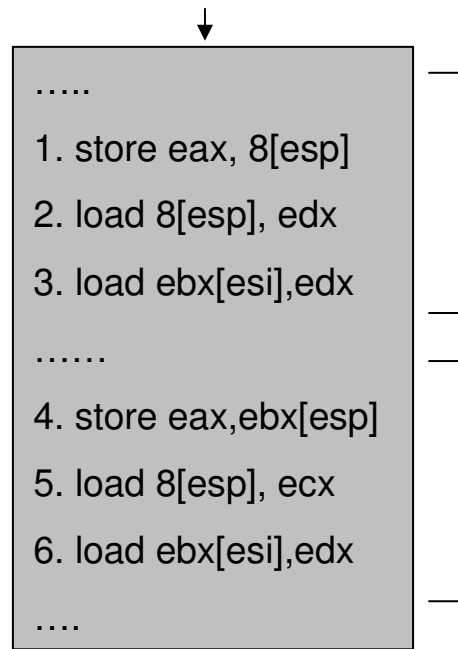 .....
1. store eax, 8[esp]
2. load 8[esp], edx
3. load ebx[esi],edx
......
4. store eax,ebx[esp]
5. load 8[esp], ecx
6. load ebx[esi],edx
....